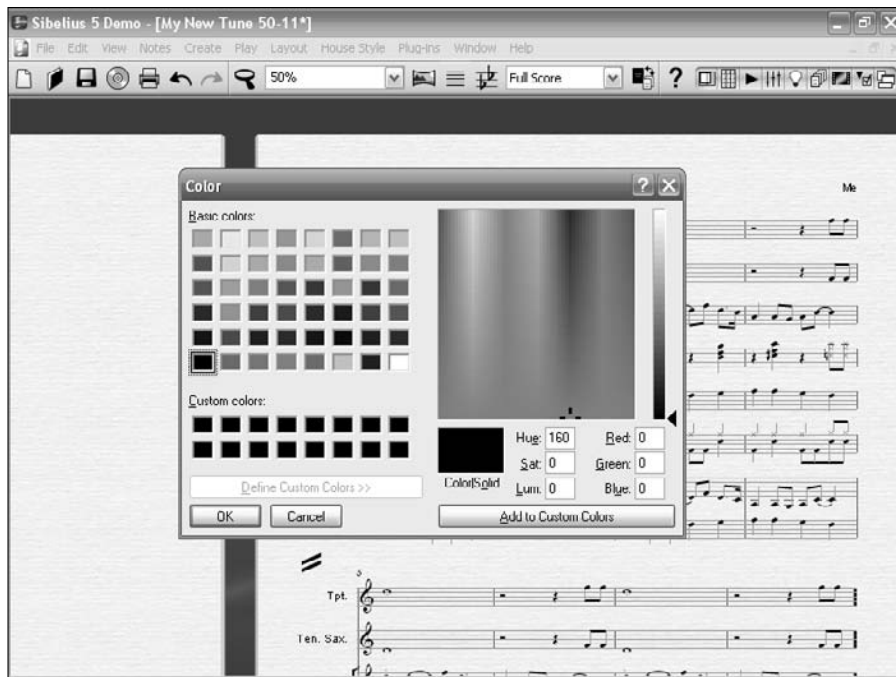 Sibelius 5 Demo - [My New Tune 50-11*]
File Edit View Notes Create Play Layout House Style Plug-Ins Window Help
50% Full Score
Color
Basic colors:
Custom colors:
Define Custom Colors >>
OK Cancel
Color|Solid
Hue: 160 Red: 0
Sat: 0 Green: 0
Lum: 0 Blue: 0
Add to Custom Colors
Me
5
Tpt.
Ten. Sax.